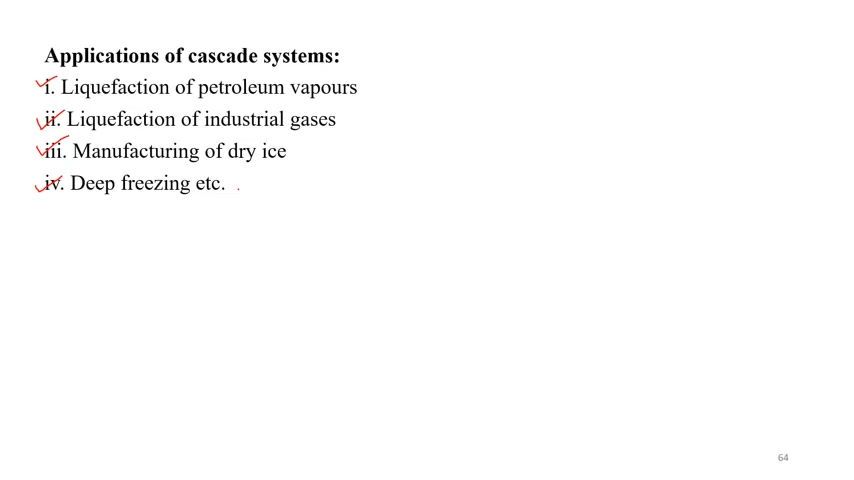 Applications of cascade systems:
i. Liquefaction of petroleum vapours
ii. Liquefaction of industrial gases
iii. Manufacturing of dry ice
iv. Deep freezing etc.
64